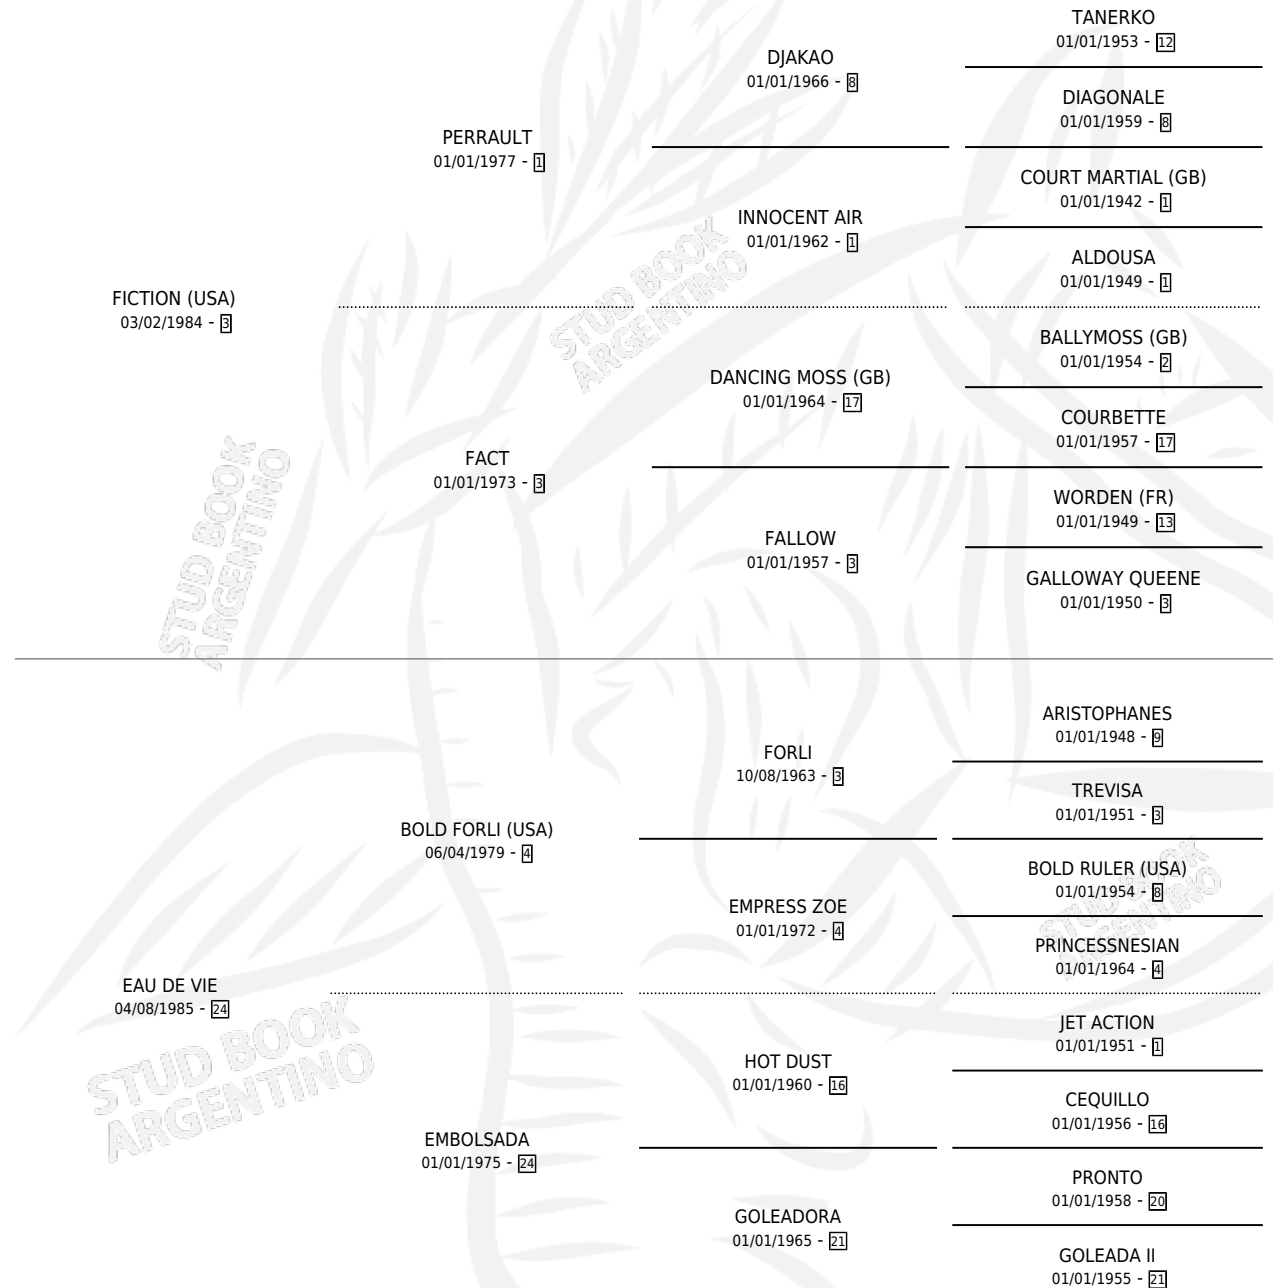 TANERKO
01/01/1953 - 12
DJAKAO
01/01/1966 - 8
DIAGONALE
01/01/1959 - 8
PERRAULT
01/01/1977 - 1
COURT MARTIAL (GB)
01/01/1942 - 1
INNOCENT AIR
01/01/1962 - 1
ALDOUSA
01/01/1949 - 1
FICTION (USA)
03/02/1984 - 3
BALLYMOSS (GB)
01/01/1954 - 2
DANCING MOSS (GB)
01/01/1964 - 17
COURBETTE
01/01/1957 - 17
FACT
01/01/1973 - 3
WORDEN (FR)
01/01/1949 - 13
FALLOW
01/01/1957 - 3
GALLOWAY QUEENE
01/01/1950 - 3
STUD BOOK
ARGENTINO
STUD BOOK
ARGENTINO
ARISTOPHANES
01/01/1948 - 9
FORLI
10/08/1963 - 3
TREVISA
01/01/1951 - 3
BOLD FORLI (USA)
06/04/1979 - 4
BOLD RULER (USA)
01/01/1954 - 8
EMPRESS ZOE
01/01/1972 - 4
PRINCESSNESIAN
01/01/1964 - 4
EAU DE VIE
04/08/1985 - 24
JET ACTION
01/01/1951 - 1
HOT DUST
01/01/1960 - 16
CEQUILLO
01/01/1956 - 16
EMBOLSADA
01/01/1975 - 24
PRONTO
01/01/1958 - 20
GOLEADORA
01/01/1965 - 21
GOLEADA II
01/01/1955 - 21
STUD BOOK
ARGENTINO
STUD BOOK
ARGENTINO